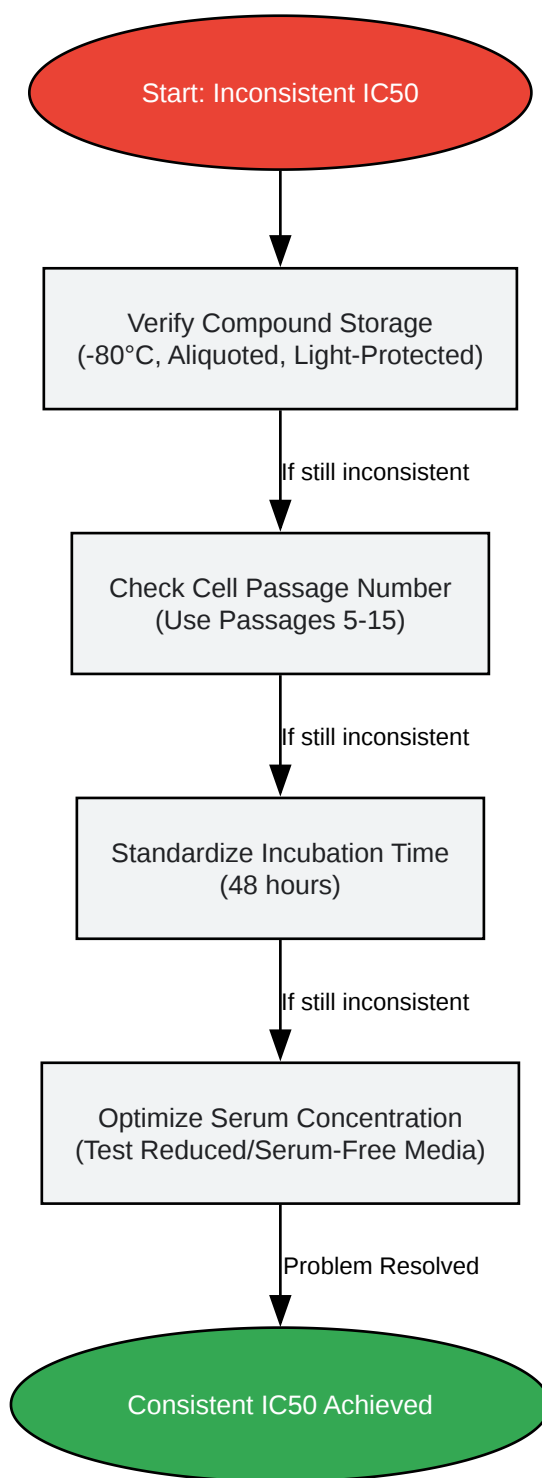 Start: Inconsistent IC50
Verify Compound Storage
(-80°C, Aliquoted, Light-Protected)
If still inconsistent
Check Cell Passage Number
(Use Passages 5-15)
If still inconsistent
Standardize Incubation Time
(48 hours)
If still inconsistent
Optimize Serum Concentration
(Test Reduced/Serum-Free Media)
Problem Resolved
Consistent IC50 Achieved